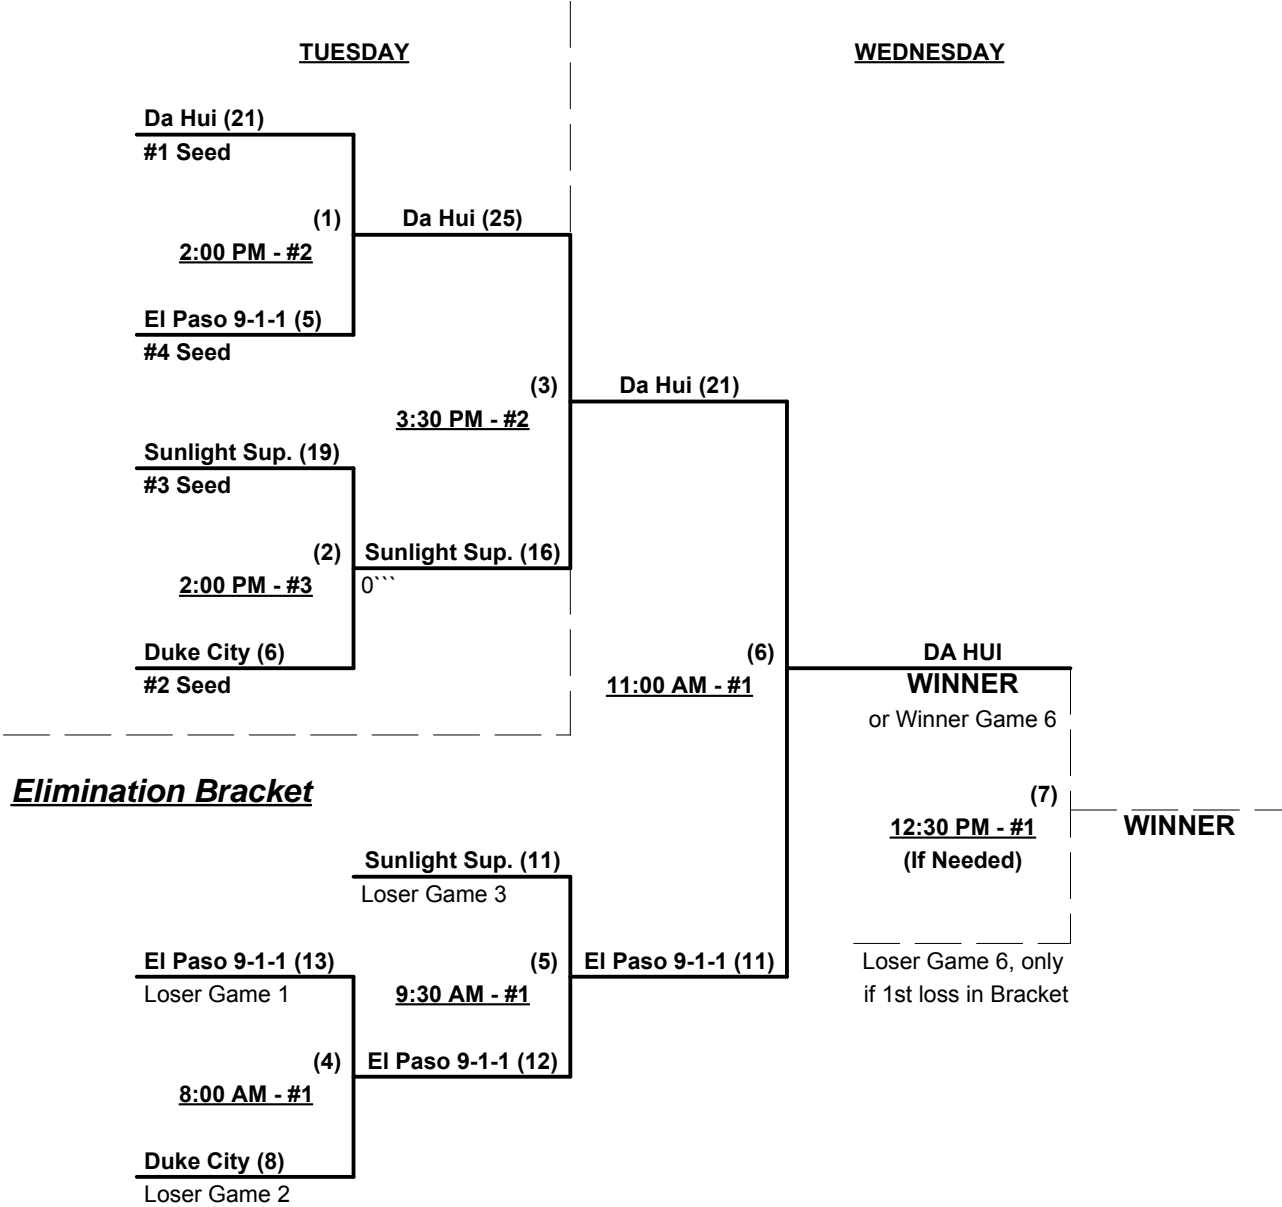 TUESDAY
WEDNESDAY
Da Hui (21)
#1 Seed
(1)
Da Hui (25)
2:00 PM - #2
El Paso 9-1-1 (5)
#4 Seed
(3)
Da Hui (21)
3:30 PM - #2
Sunlight Sup. (19)
#3 Seed
(2)
Sunlight Sup. (16)
2:00 PM - #3
0```
Duke City (6)
#2 Seed
(6)
DA HUI
11:00 AM - #1
WINNER
or Winner Game 6
Elimination Bracket
(7)
12:30 PM - #1
WINNER
(If Needed)
Sunlight Sup. (11)
Loser Game 3
El Paso 9-1-1 (13)
Loser Game 1
(5)
El Paso 9-1-1 (11)
9:30 AM - #1
Loser Game 6, only
if 1st loss in Bracket
(4)
El Paso 9-1-1 (12)
8:00 AM - #1
Duke City (8)
Loser Game 2